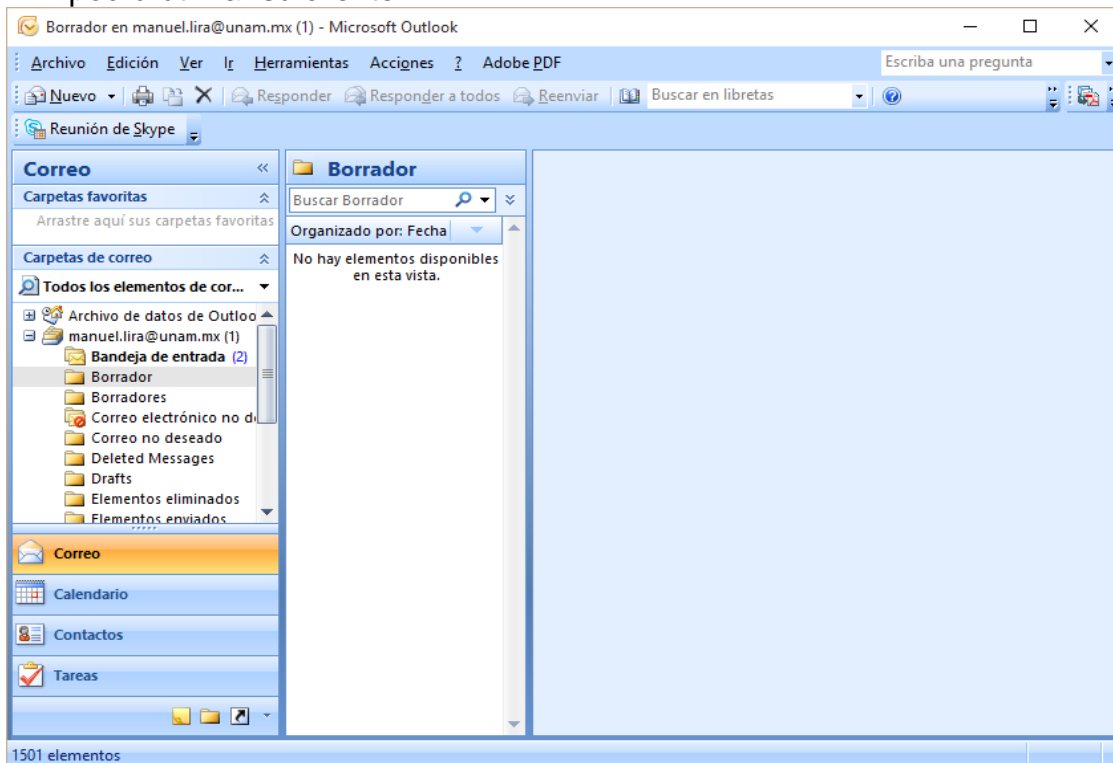 Borrador en manuel.lira@unam.mx (1) - Microsoft Outlook
Archivo Edición Ver Ir Herramientas Acciones ? Adobe PDF Escriba una pregunta
Nuevo Responder Responder a todos Reenviar Buscar en libretas
Reunión de Skype
Correo
Carpetas favoritas
Arrastre aquí sus carpetas favoritas
Carpetas de correo
Todos los elementos de cor...
Archivo de datos de Outloo
manuel.lira@unam.mx (1)
Bandeja de entrada (2)
Borrador
Borradores
Correo electrónico no de
Correo no deseado
Deleted Messages
Drafts
Elementos eliminados
Elementos enviados
Correo
Calendario
Contactos
Tareas
Borrador
Buscar Borrador
Organizado por: Fecha
No hay elementos disponibles
en esta vista.
1501 elementos